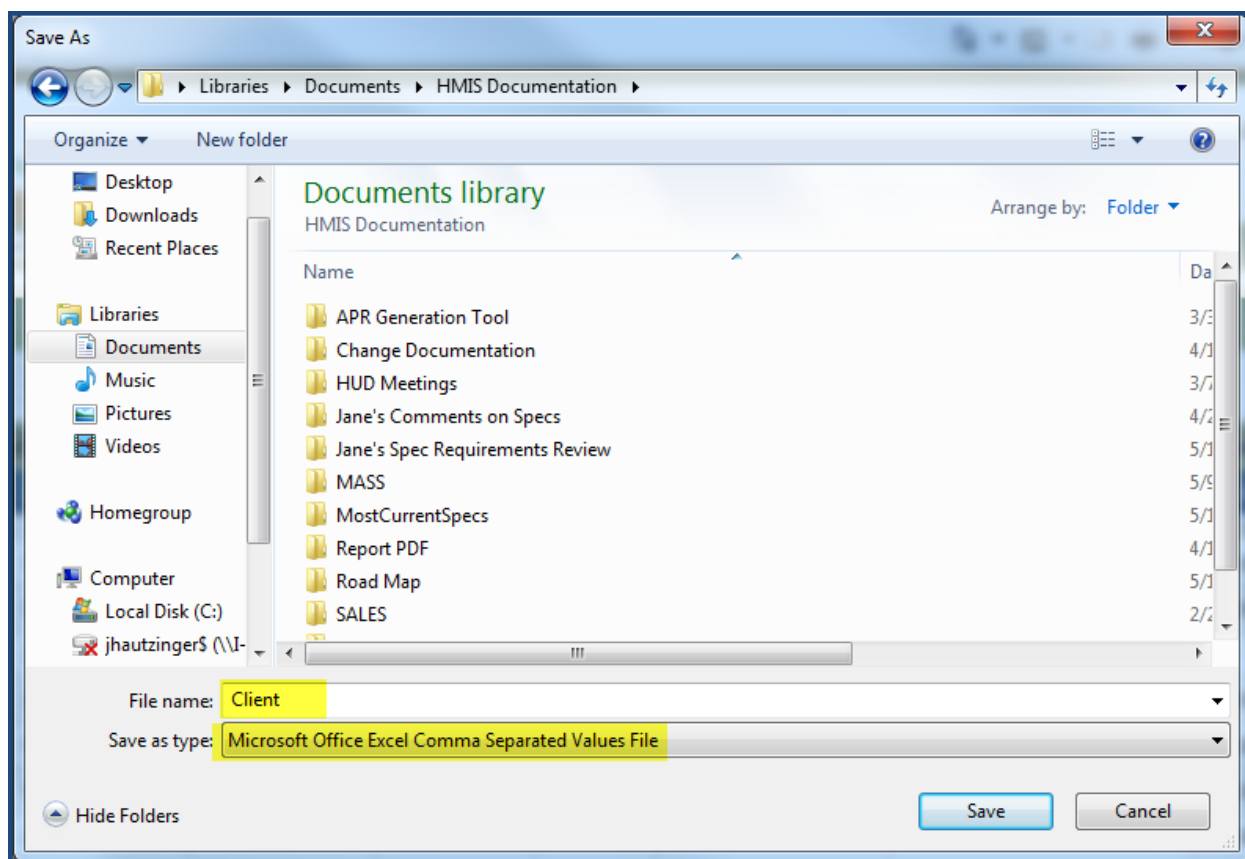 Save As
Libraries Documents HMIS Documentation
Organize New folder
Desktop
Downloads
Recent Places
Libraries
Documents
Music
Pictures
Videos
Homegroup
Computer
Local Disk (C:)
jhautzinger$ (\\I-
Documents library
HMIS Documentation
Arrange by: Folder
Name Da
APR Generation Tool 3/3
Change Documentation 4/1
HUD Meetings 3/7
Jane's Comments on Specs 4/2
Jane's Spec Requirements Review 5/1
MASS 5/9
MostCurrentSpecs 5/1
Report PDF 4/1
Road Map 5/1
SALES 2/2
File name: Client
Save as type: Microsoft Office Excel Comma Separated Values File
Hide Folders
Save Cancel